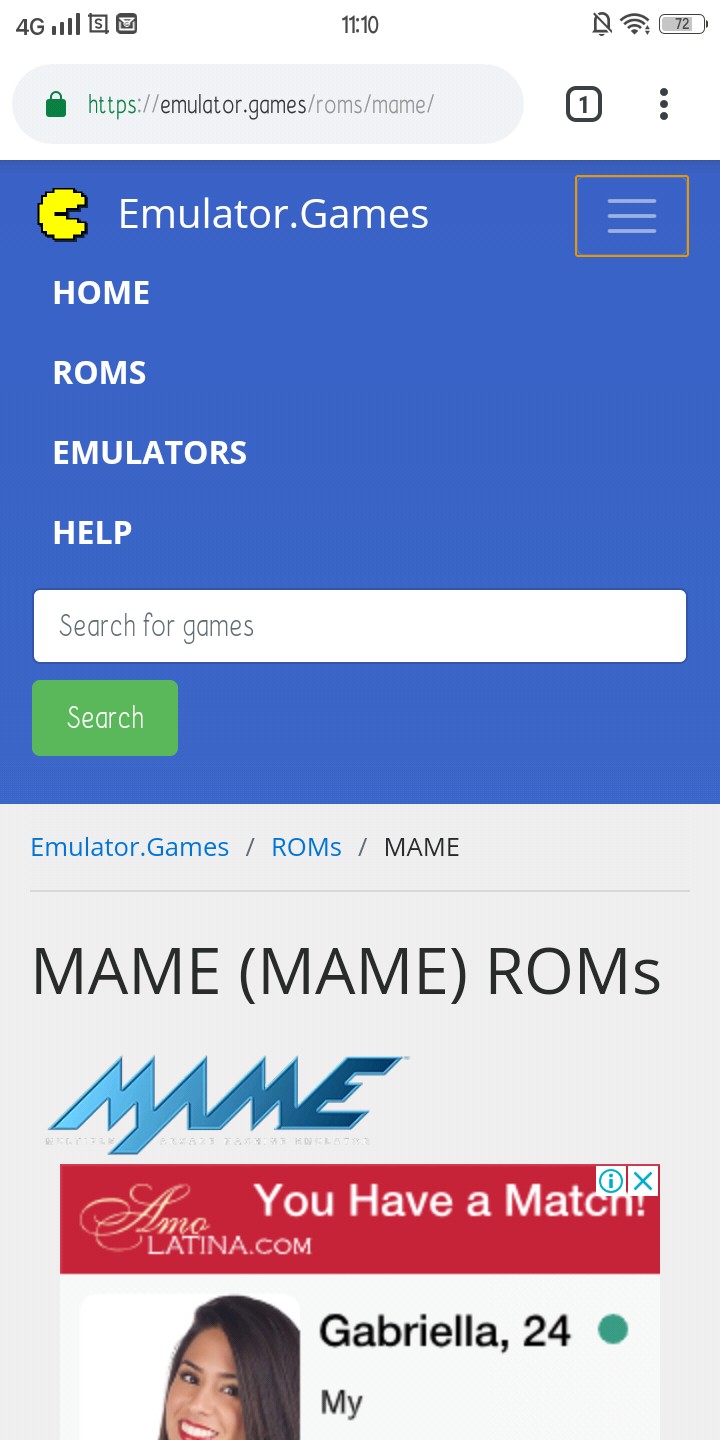 4G 11:10 72
https://emulator.games/roms/mame/ 1
Emulator.Games
HOME
ROMS
EMULATORS
HELP
Search for games
Search
Emulator.Games / ROMs / MAME
MAME (MAME) ROMs
MAME
You Have a Match!
Amo
LATINA.COM
Gabriella, 24
My